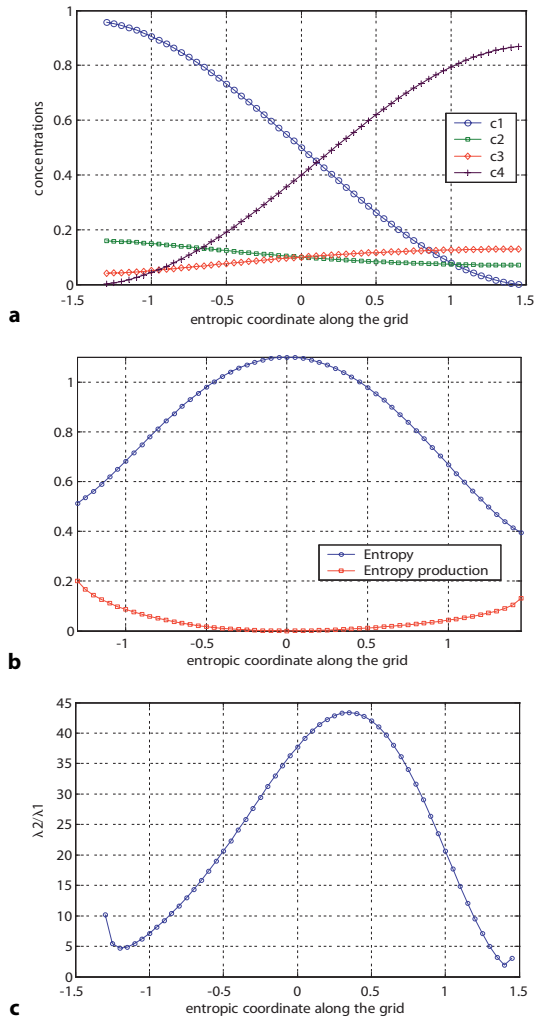 1
0.8
0.6
0.4
0.2
0
concentrations
c1
c2
c3
c4
-1.5 -1 -0.5 0 0.5 1 1.5
entropic coordinate along the grid
a
1
0.8
0.6
0.4
0.2
0
Entropy
Entropy production
-1 -0.5 0 0.5 1
entropic coordinate along the grid
b
45
40
35
30
25
20
15
10
5
0
λ2/λ1
-1.5 -1 -0.5 0 0.5 1 1.5
entropic coordinate along the grid
c